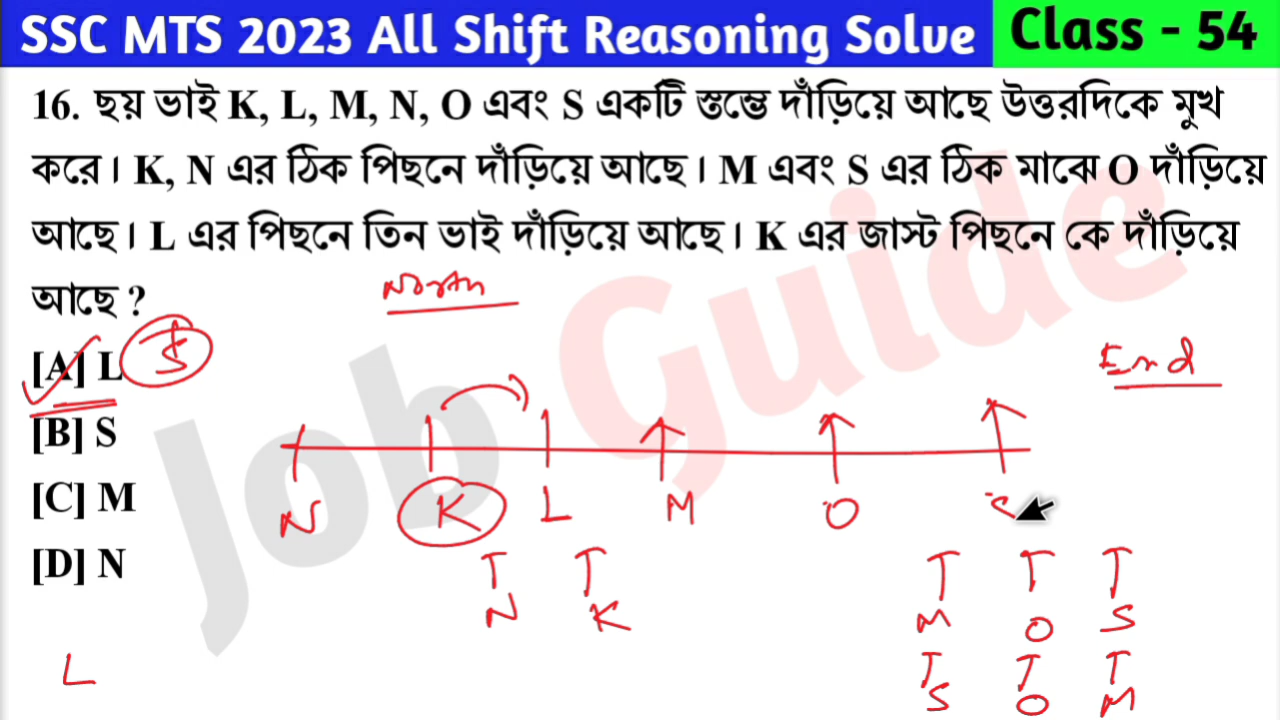 SSC MTS 2023 All Shift Reasoning Solve Class - 54
16. ছয় ভাই K, L, M, N, O এবং S একটি স্তম্ভে দাঁড়িয়ে আছে উত্তরদিকে মুখ
করে। K, N এর ঠিক পিছনে দাঁড়িয়ে আছে। M এবং S এর ঠিক মাঝে O দাঁড়িয়ে
আছে। L এর পিছনে তিন ভাই দাঁড়িয়ে আছে। K এর জাস্ট পিছনে কে দাঁড়িয়ে
আছে ?
North
[A] L
End
[B] S
[C] M
[D] N
N K L M O
N K
M O S
L
S O M
Job Guide